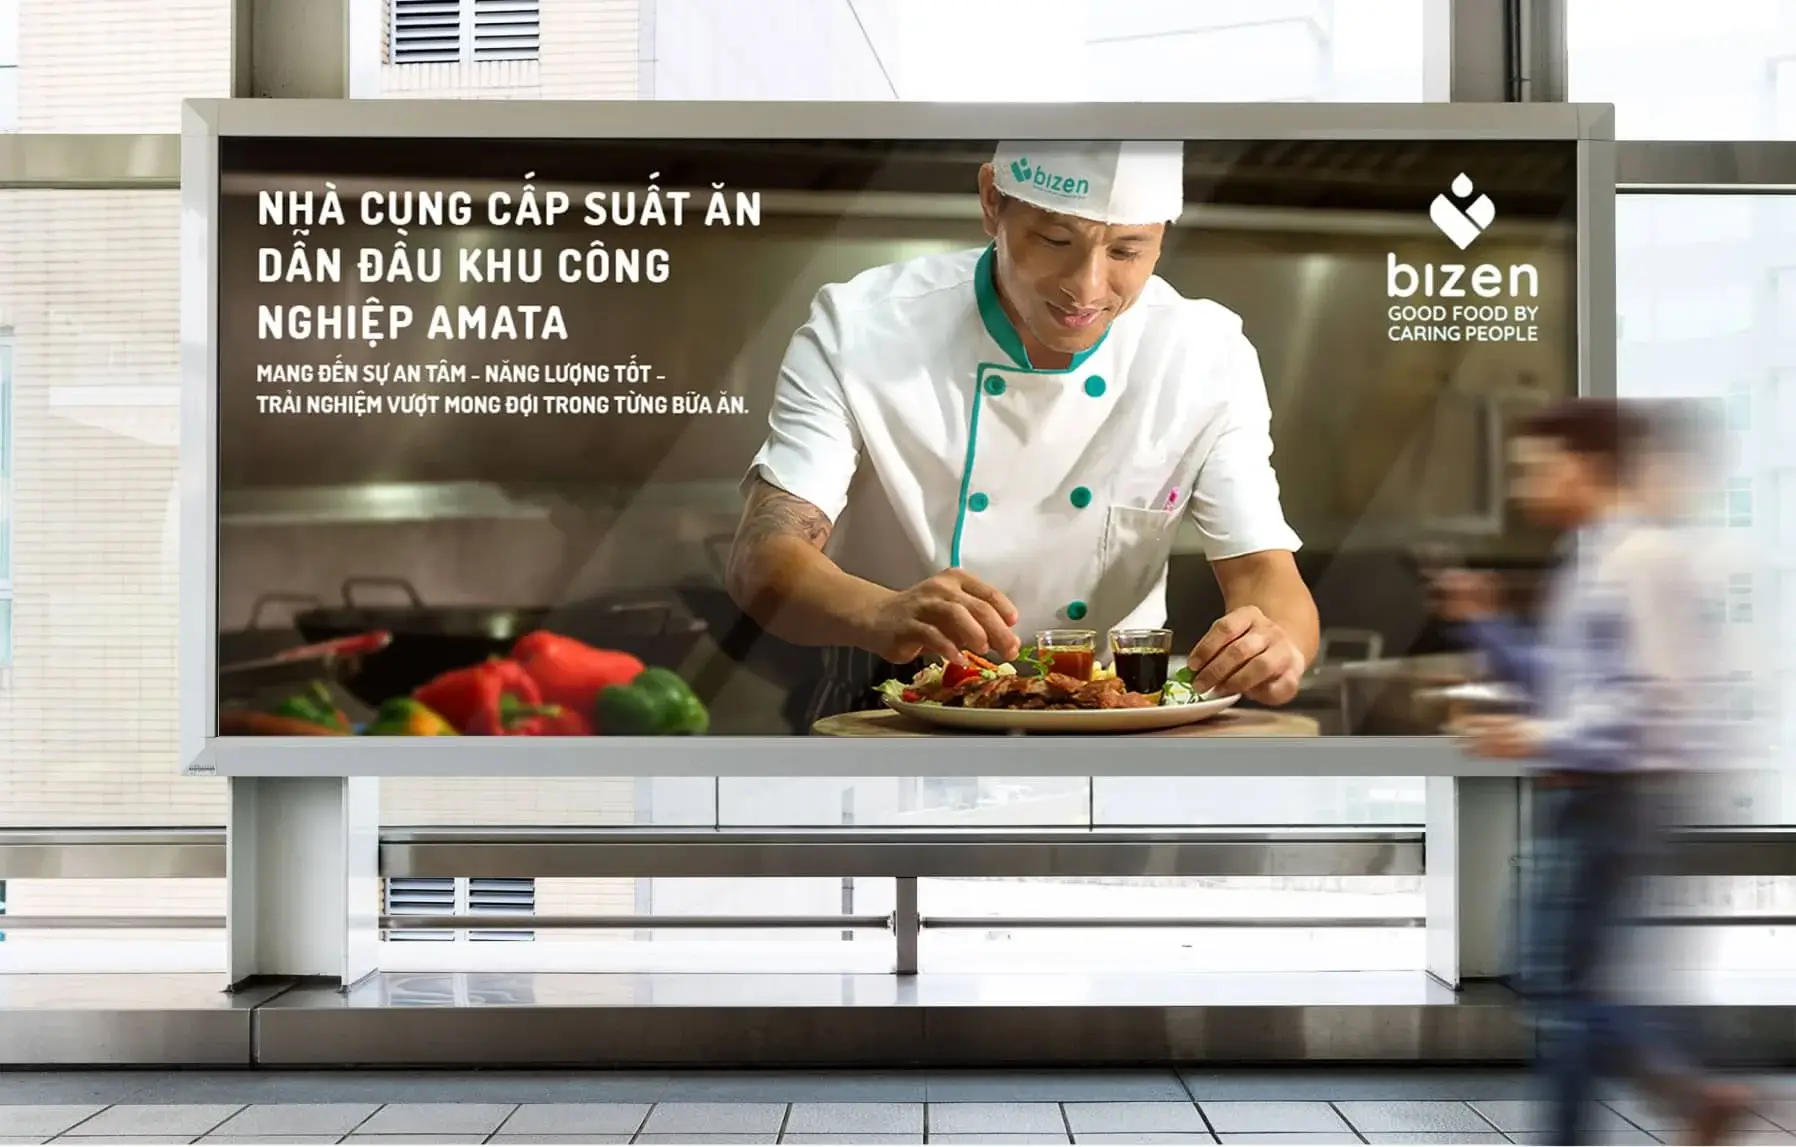 NHÀ CUNG CẤP SUẤT ĂN
DẪN ĐẦU KHU CÔNG
NGHIỆP AMATA
MANG ĐẾN SỰ AN TÂM - NĂNG LƯỢNG TỐT -
TRẢI NGHIỆM VƯỢT MONG ĐỢI TRONG TỪNG BỮA ĂN.
bizen
bizen
GOOD FOOD BY
CARING PEOPLE